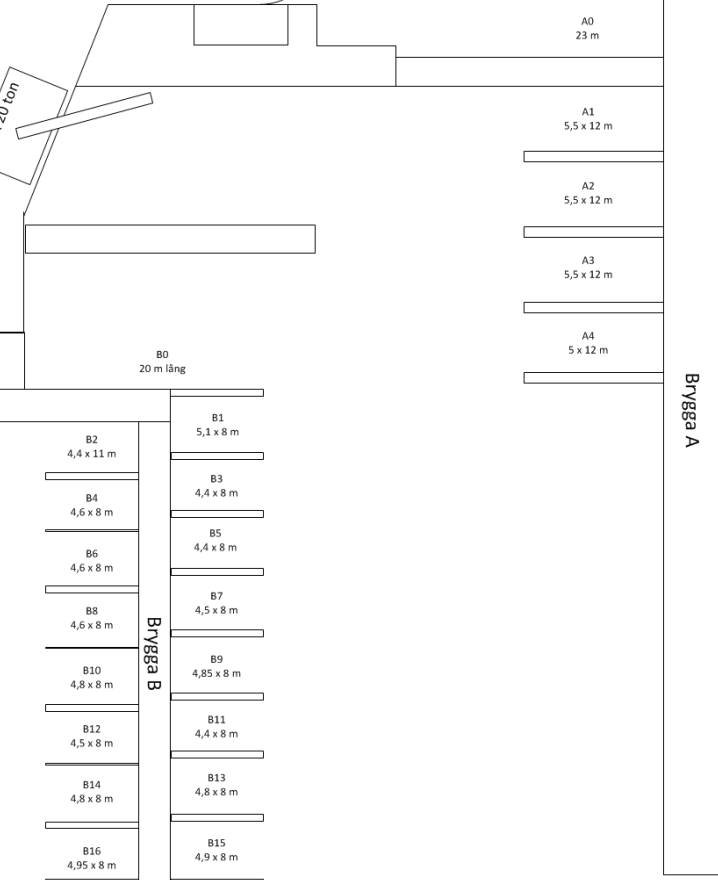 A0
23 m
20 ton
A1
5,5 x 12 m
A2
5,5 x 12 m
A3
5,5 x 12 m
A4
5 x 12 m
Brygga A
B0
20 m lång
B1
5,1 x 8 m
B2
4,4 x 11 m
B3
4,4 x 8 m
B4
4,6 x 8 m
B5
4,4 x 8 m
B6
4,6 x 8 m
B7
4,5 x 8 m
B8
4,6 x 8 m
Brygga B
B9
4,85 x 8 m
B10
4,8 x 8 m
B11
4,4 x 8 m
B12
4,5 x 8 m
B13
4,8 x 8 m
B14
4,8 x 8 m
B15
4,9 x 8 m
B16
4,95 x 8 m